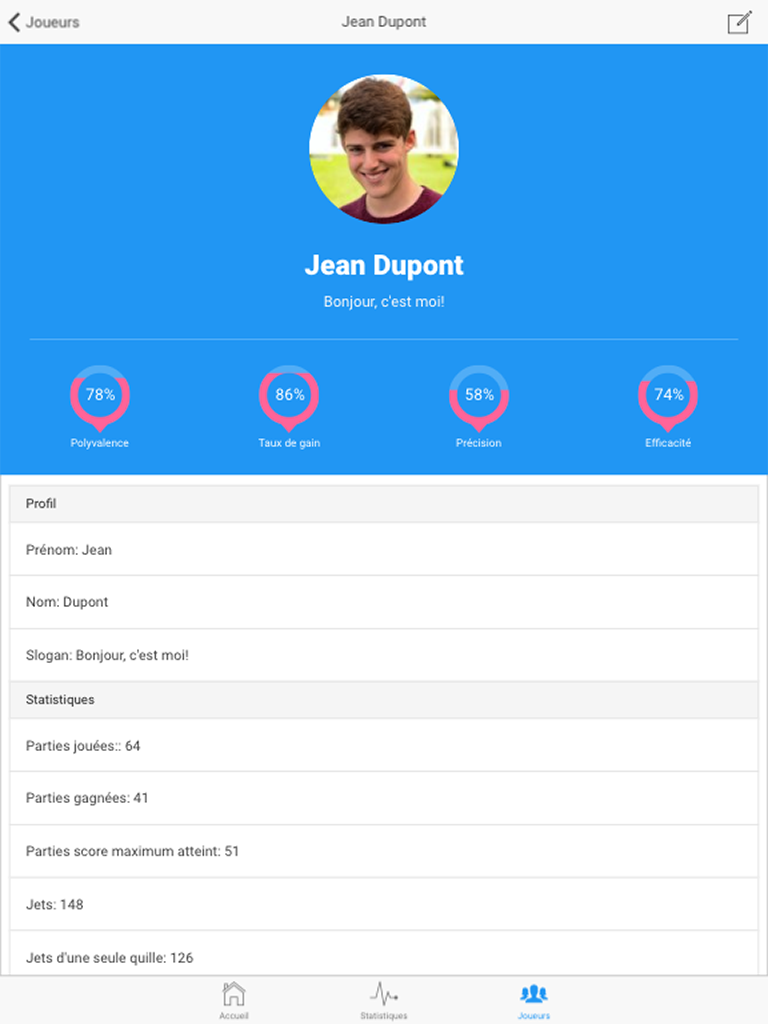 Joueurs
Jean Dupont
Jean Dupont
Bonjour, c'est moi!
78%
86%
58%
74%
Polyvalence
Taux de gain
Précision
Efficacité
Profil
Prénom: Jean
Nom: Dupont
Slogan: Bonjour, c'est moi!
Statistiques
Parties jouées:: 64
Parties gagnées: 41
Parties score maximum atteint: 51
Jets: 148
Jets d'une seule quille: 126
Accueil
Statistiques
Joueurs